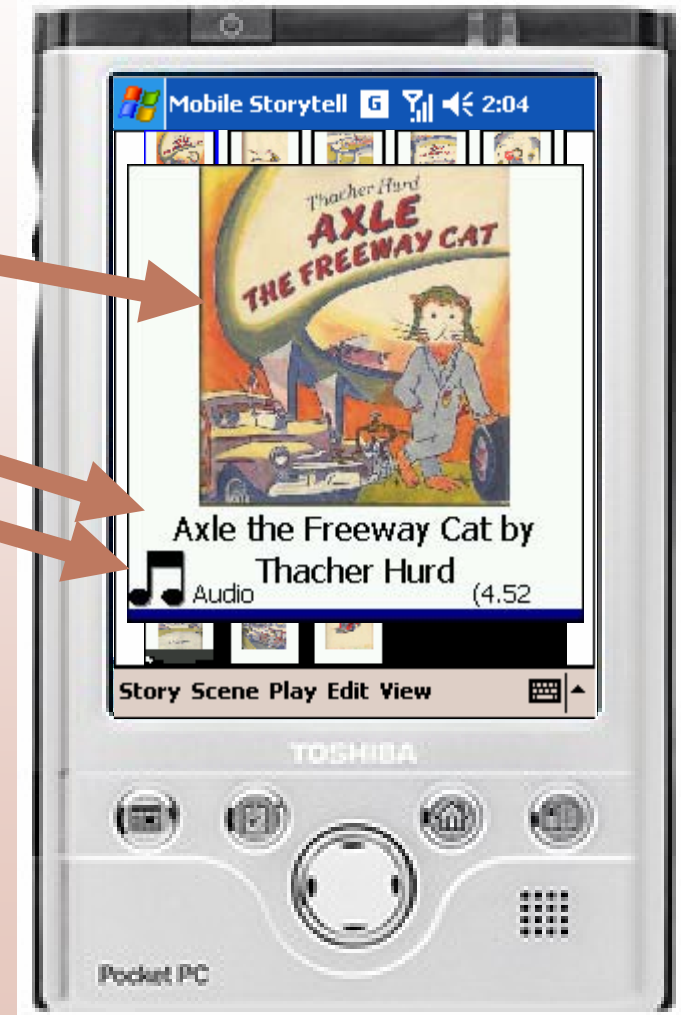 Mobile Storytell G 2:04
Thacher Hurd
AXLE
THE FREEWAY CAT
Axle the Freeway Cat by
Thacher Hurd
Audio (4.52
Story Scene Play Edit View
TOSHIBA
Pocket PC